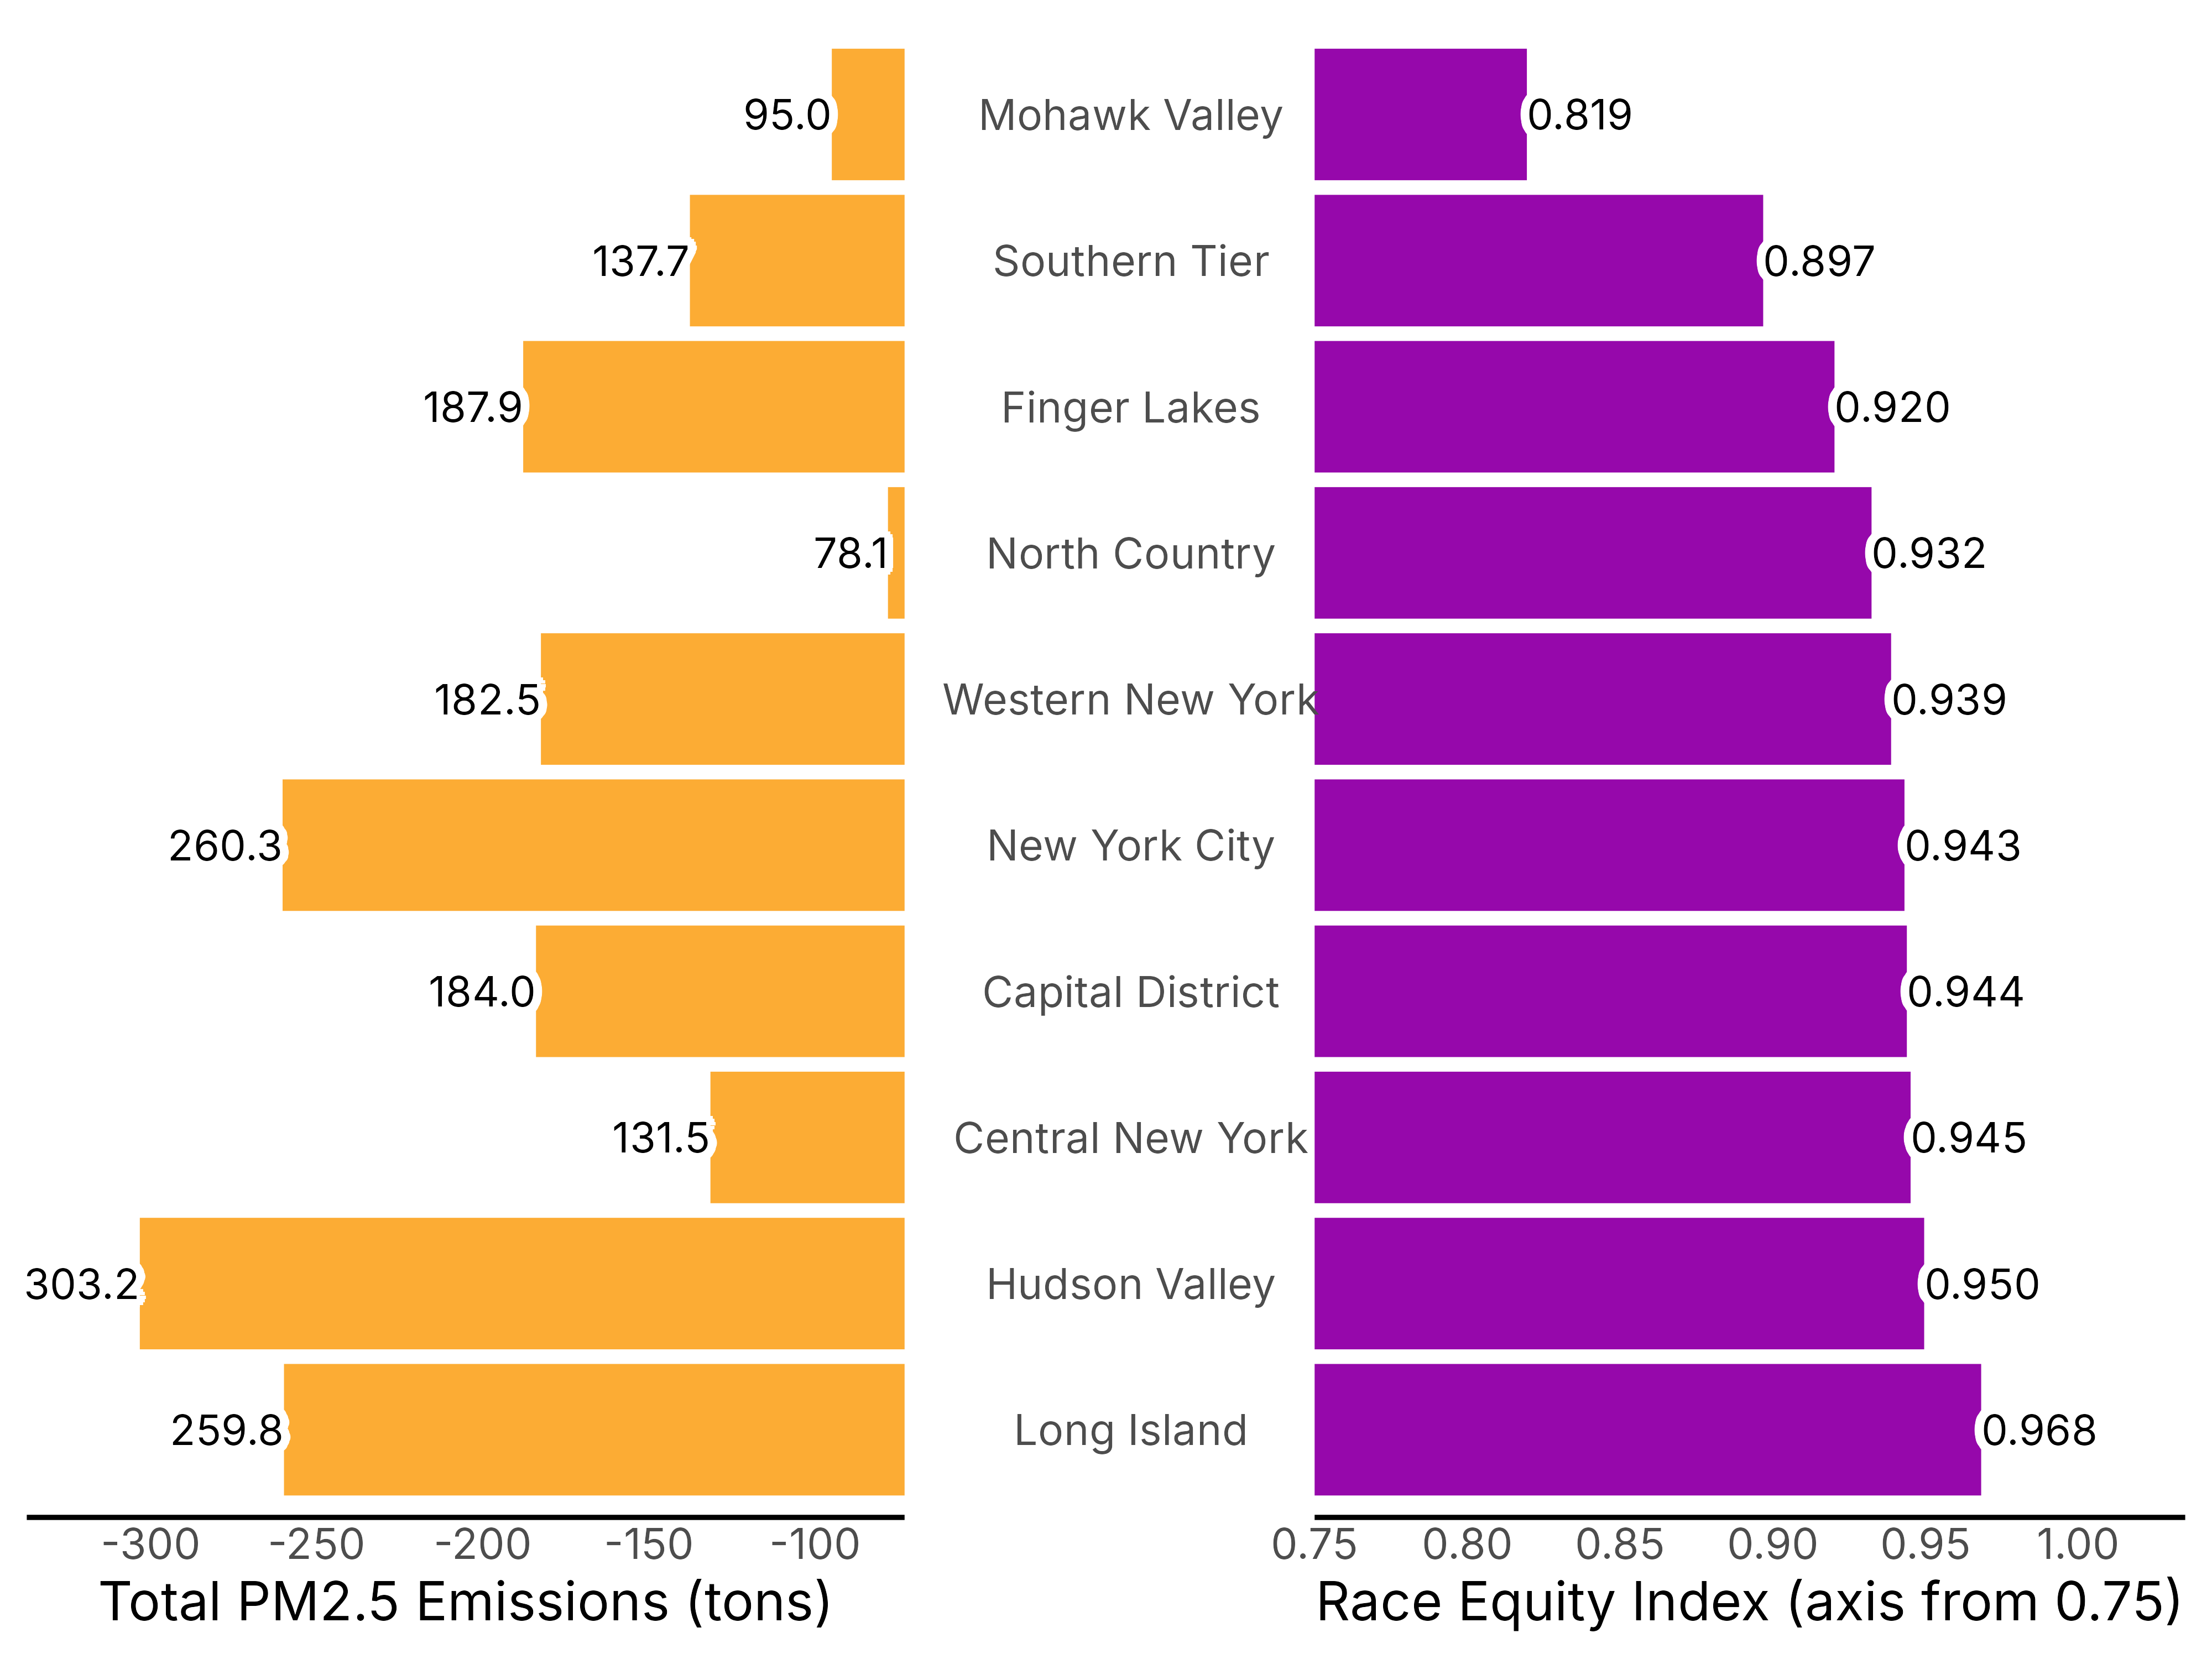 95.0 Mohawk Valley 0.819
137.7 Southern Tier 0.897
187.9 Finger Lakes 0.920
78.1 North Country 0.932
182.5 Western New York 0.939
260.3 New York City 0.943
184.0 Capital District 0.944
131.5 Central New York 0.945
303.2 Hudson Valley 0.950
259.8 Long Island 0.968
-300 -250 -200 -150 -100 0.75 0.80 0.85 0.90 0.95 1.00
Total PM2.5 Emissions (tons) Race Equity Index (axis from 0.75)